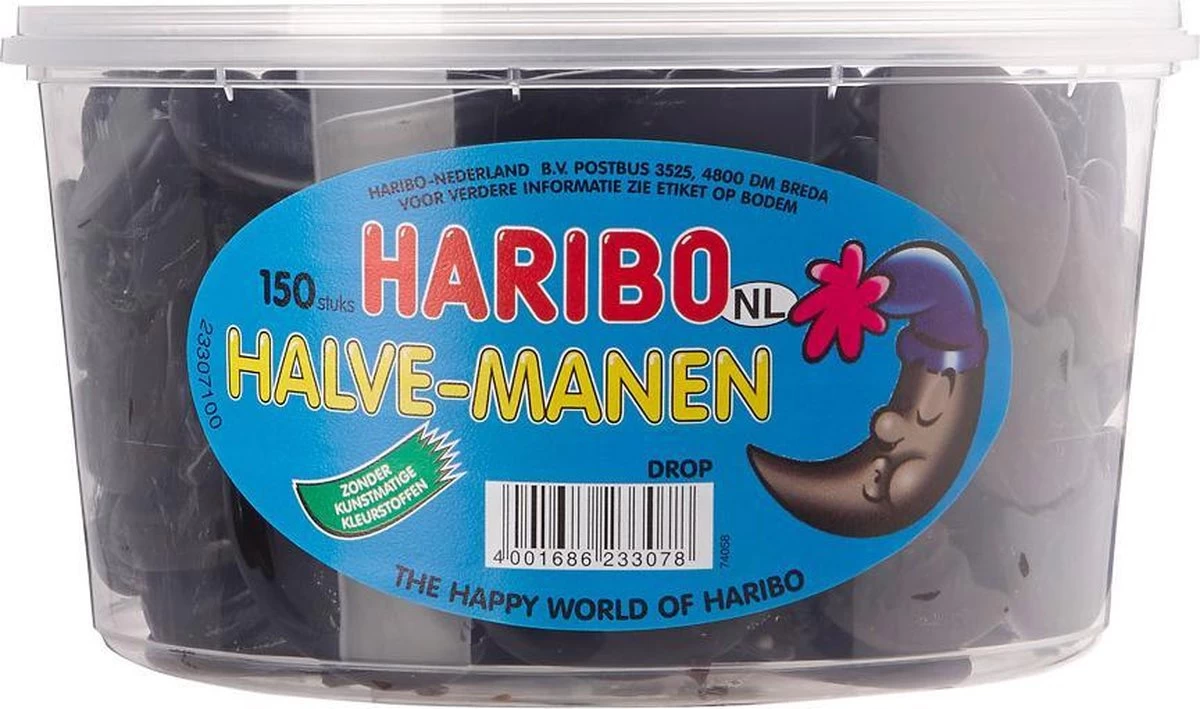 HARIBO-NEDERLAND B.V. POSTBUS 3525, 4800 DM BREDA
VOOR VERDERE INFORMATIE ZIE ETIKET OP BODEM
150 stuks HARIBO NL
HALVE-MANEN
23307100
ZONDER
KUNSTMATIGE
KLEURSTOFFEN
DROP
4 001686 233078
74058
THE HAPPY WORLD OF HARIBO